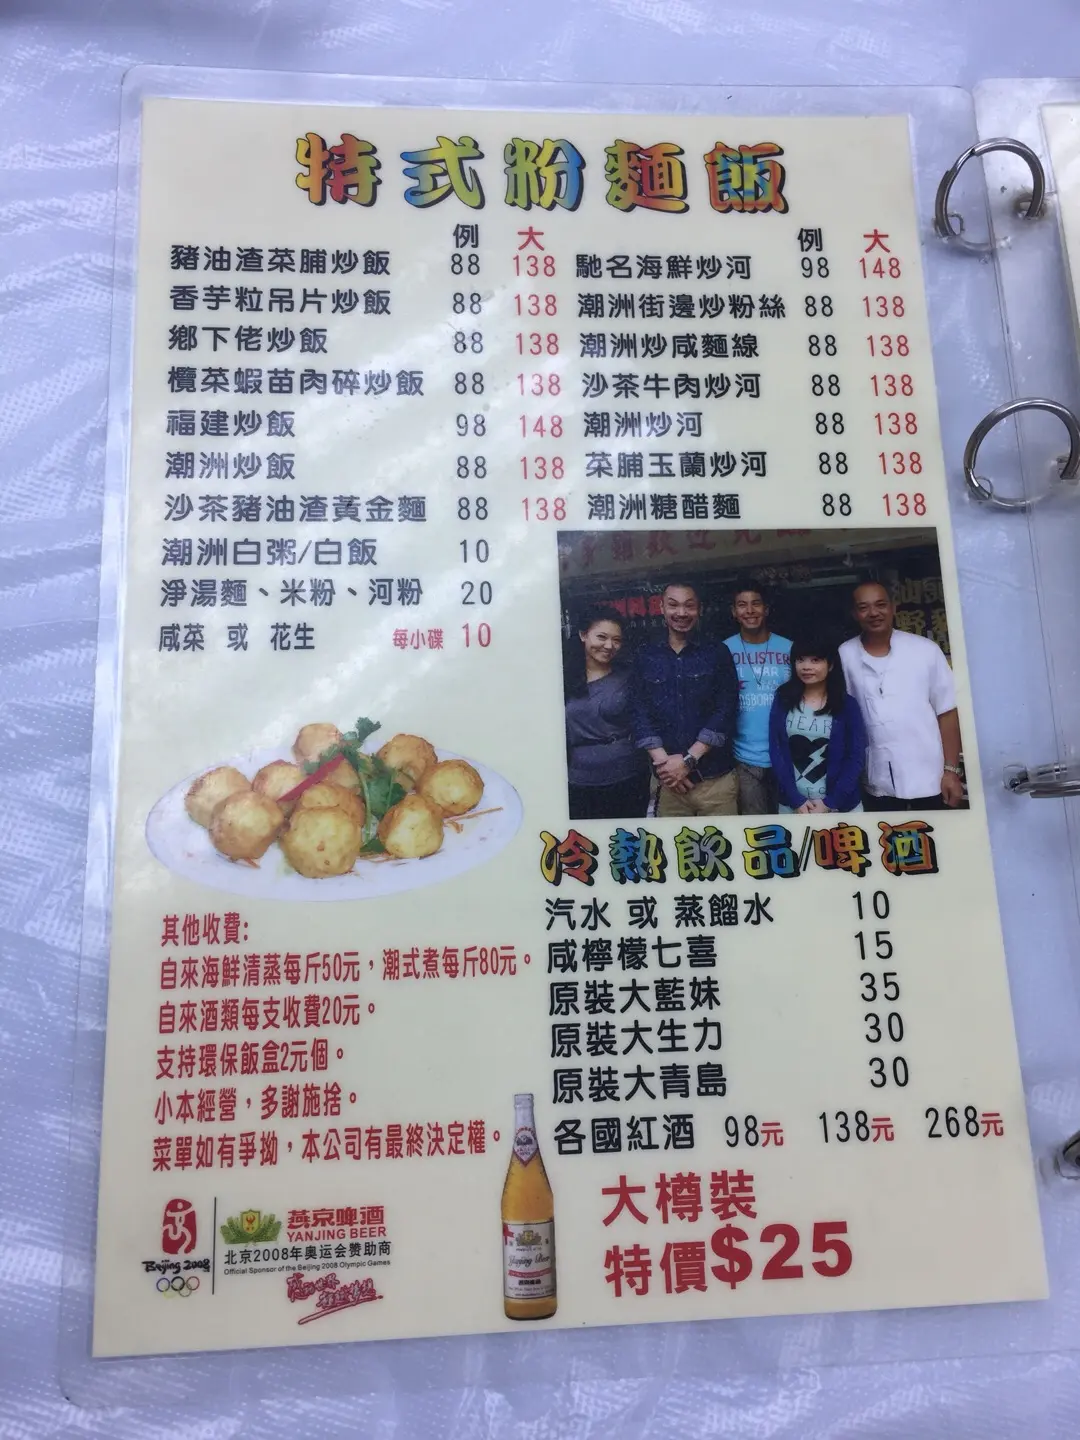 特式粉麵飯
例 大
豬油渣菜脯炒飯 88 138
香芋粒吊片炒飯 88 138
鄉下佬炒飯 88 138
欖菜蝦苗肉碎炒飯 88 138
福建炒飯 98 148
潮洲炒飯 88 138
沙茶豬油渣黃金麵 88 138
潮洲白粥/白飯 10
淨湯麵、米粉、河粉 20
咸菜 或 花生 每小碟 10
例 大
馳名海鮮炒河 98 148
潮洲街邊炒粉絲 88 138
潮洲炒咸麵線 88 138
沙茶牛肉炒河 88 138
潮洲炒河 88 138
菜脯玉蘭炒河 88 138
潮洲糖醋麵 88 138
HOLLISTER
HEAR
冷熱飲品/啤酒
汽水 或 蒸餾水 10
咸檸檬七喜 15
原裝大藍妹 35
原裝大生力 30
原裝大青島 30
各國紅酒 98元 138元 268元
大樽裝
特價$25
其他收費:
自來海鮮清蒸每斤50元，潮式煮每斤80元。
自來酒類每支收費20元。
支持環保飯盒2元個。
小本經營，多謝施捨。
菜單如有爭拗，本公司有最終決定權。
Beijing 2008
燕京啤酒
YANJING BEER
北京2008年奥运会赞助商
Official Sponsor of the Beijing 2008 Olympic Games
Yanjing Beer